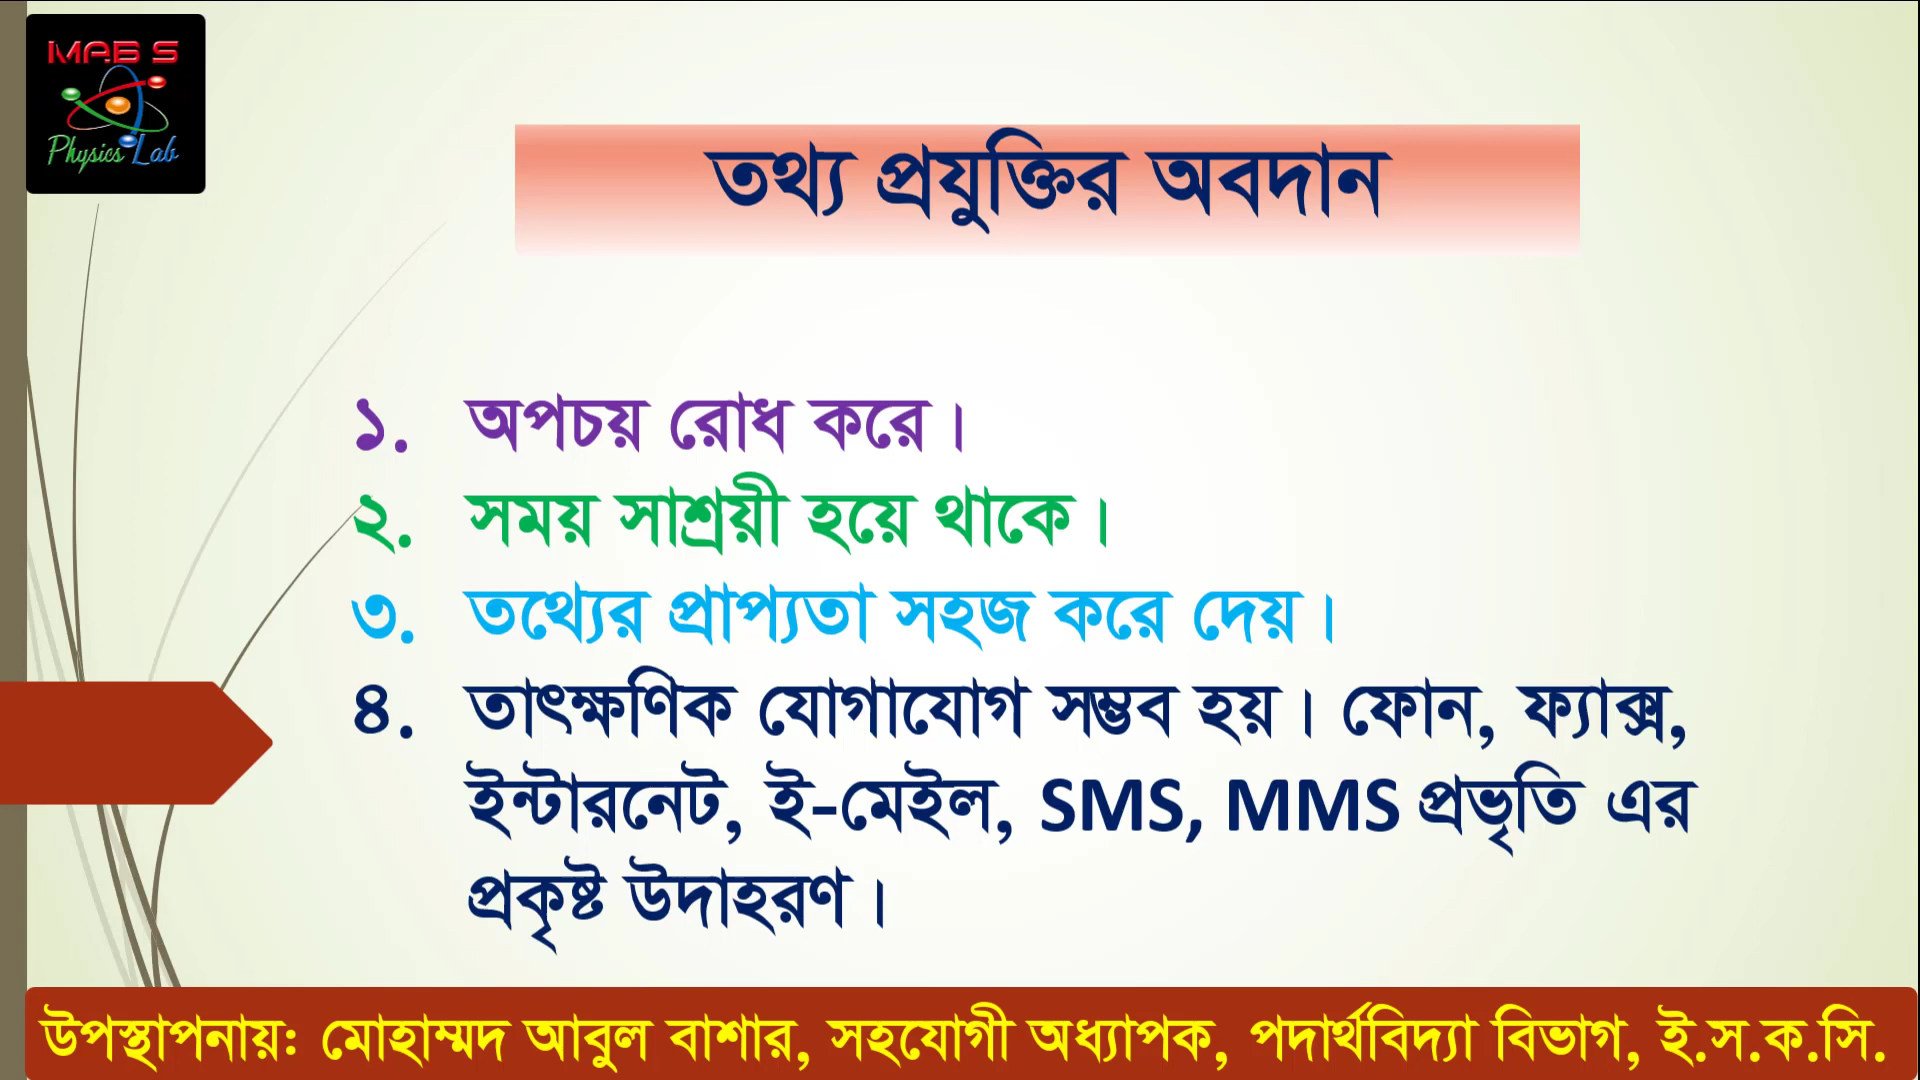 MAB S
Physics Lab
তথ্য প্রযুক্তির অবদান
১. অপচয় রোধ করে।
২. সময় সাশ্রয়ী হয়ে থাকে।
৩. তথ্যের প্রাপ্যতা সহজ করে দেয়।
৪. তাৎক্ষণিক যোগাযোগ সম্ভব হয়। ফোন, ফ্যাক্স,
ইন্টারনেট, ই-মেইল, SMS, MMS প্রভৃতি এর
প্রকৃষ্ট উদাহরণ।
উপস্থাপনায়ঃ মোহাম্মদ আবুল বাশার, সহযোগী অধ্যাপক, পদার্থবিদ্যা বিভাগ, ই.স.ক.সি.